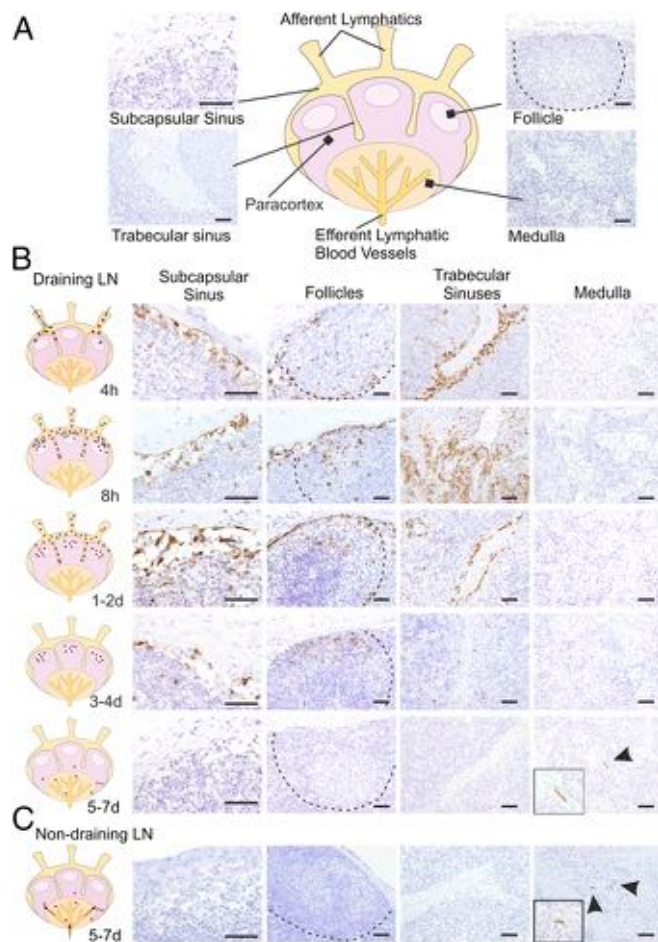 A
Afferent Lymphatics
Subcapsular Sinus
Follicle
Paracortex
Trabecular sinus
Efferent Lymphatic
Blood Vessels
Medulla
B
Draining LN
Subcapsular
Sinus
Follicles
Trabecular
Sinuses
Medulla
4h
8h
1-2d
3-4d
5-7d
C
Non-draining LN
5-7d